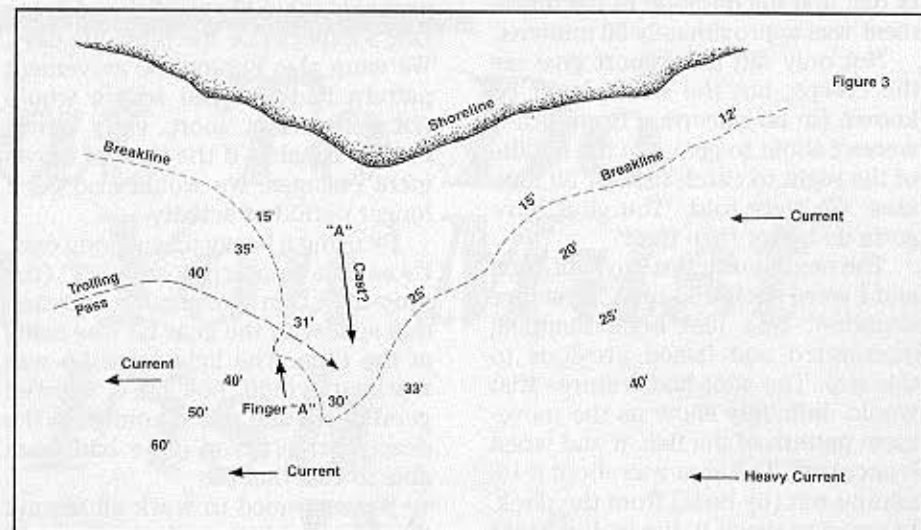 Figure 3
Shoreline
12'
Breakline
Breakline
15'
15'
Current
"A"
35'
20'
40'
Cast?
Trolling
Pass
25'
31'
25'
Current
33'
40'
40'
30'
Finger "A"
50'
60'
Current
Heavy Current